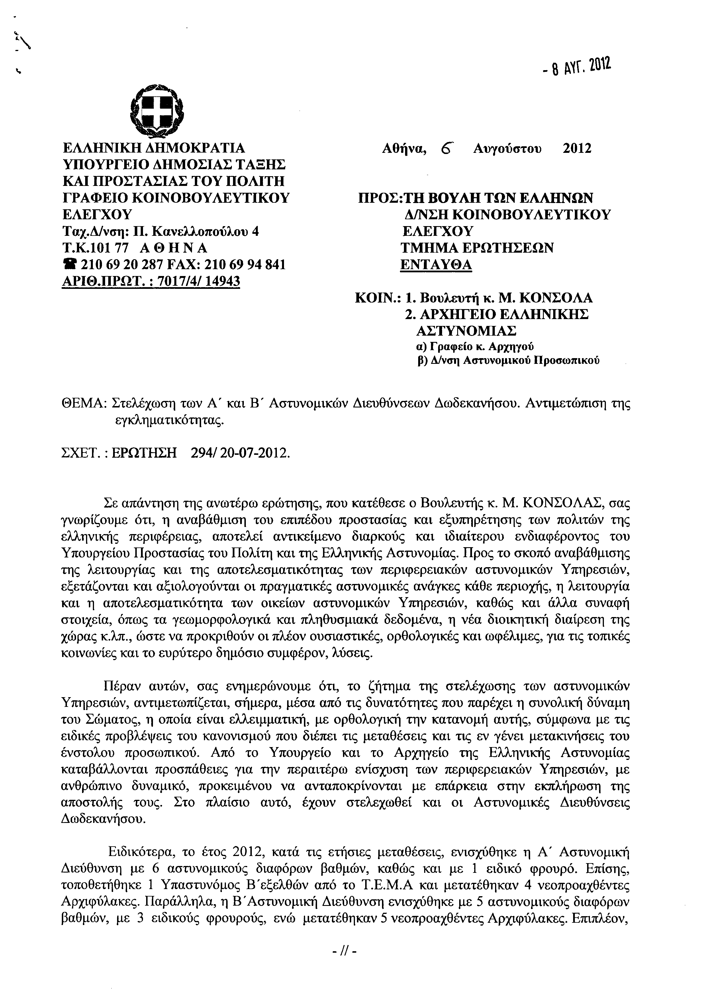 - 8 ΑΥΓ. 2012
ΕΛΛΗΝΙΚΗ ΔΗΜΟΚΡΑΤΙΑ
ΥΠΟΥΡΓΕΙΟ ΔΗΜΟΣΙΑΣ ΤΑΞΗΣ
ΚΑΙ ΠΡΟΣΤΑΣΙΑΣ ΤΟΥ ΠΟΛΙΤΗ
ΓΡΑΦΕΙΟ ΚΟΙΝΟΒΟΥΛΕΥΤΙΚΟΥ
ΕΛΕΓΧΟΥ
Ταχ.Δ/νση: Π. Κανελλοπούλου 4
Τ.Κ.101 77 Α Θ Η Ν Α
☎ 210 69 20 287 FAX: 210 69 94 841
ΑΡΙΘ.ΠΡΩΤ. : 7017/4/ 14943
Αθήνα, 6 Αυγούστου 2012
ΠΡΟΣ:ΤΗ ΒΟΥΛΗ ΤΩΝ ΕΛΛΗΝΩΝ
Δ/ΝΣΗ ΚΟΙΝΟΒΟΥΛΕΥΤΙΚΟΥ
ΕΛΕΓΧΟΥ
ΤΜΗΜΑ ΕΡΩΤΗΣΕΩΝ
ΕΝΤΑΥΘΑ
ΚΟΙΝ.: 1. Βουλευτή κ. Μ. ΚΟΝΣΟΛΑ
2. ΑΡΧΗΓΕΙΟ ΕΛΛΗΝΙΚΗΣ
ΑΣΤΥΝΟΜΙΑΣ
α) Γραφείο κ. Αρχηγού
β) Δ/νση Αστυνομικού Προσωπικού
ΘΕΜΑ: Στελέχωση των Α΄ και Β΄ Αστυνομικών Διευθύνσεων Δωδεκανήσου. Αντιμετώπιση της
εγκληματικότητας.
ΣΧΕΤ. : ΕΡΩΤΗΣΗ 294/ 20-07-2012.
Σε απάντηση της ανωτέρω ερώτησης, που κατέθεσε ο Βουλευτής κ. Μ. ΚΟΝΣΟΛΑΣ, σας
γνωρίζουμε ότι, η αναβάθμιση του επιπέδου προστασίας και εξυπηρέτησης των πολιτών της
ελληνικής περιφέρειας, αποτελεί αντικείμενο διαρκούς και ιδιαίτερου ενδιαφέροντος του
Υπουργείου Προστασίας του Πολίτη και της Ελληνικής Αστυνομίας. Προς το σκοπό αναβάθμισης
της λειτουργίας και της αποτελεσματικότητας των περιφερειακών αστυνομικών Υπηρεσιών,
εξετάζονται και αξιολογούνται οι πραγματικές αστυνομικές ανάγκες κάθε περιοχής, η λειτουργία
και η αποτελεσματικότητα των οικείων αστυνομικών Υπηρεσιών, καθώς και άλλα συναφή
στοιχεία, όπως τα γεωμορφολογικά και πληθυσμιακά δεδομένα, η νέα διοικητική διαίρεση της
χώρας κ.λπ., ώστε να προκριθούν οι πλέον ουσιαστικές, ορθολογικές και ωφέλιμες, για τις τοπικές
κοινωνίες και το ευρύτερο δημόσιο συμφέρον, λύσεις.
Πέραν αυτών, σας ενημερώνουμε ότι, το ζήτημα της στελέχωσης των αστυνομικών
Υπηρεσιών, αντιμετωπίζεται, σήμερα, μέσα από τις δυνατότητες που παρέχει η συνολική δύναμη
του Σώματος, η οποία είναι ελλειμματική, με ορθολογική την κατανομή αυτής, σύμφωνα με τις
ειδικές προβλέψεις του κανονισμού που διέπει τις μεταθέσεις και τις εν γένει μετακινήσεις του
ένστολου προσωπικού. Από το Υπουργείο και το Αρχηγείο της Ελληνικής Αστυνομίας
καταβάλλονται προσπάθειες για την περαιτέρω ενίσχυση των περιφερειακών Υπηρεσιών, με
ανθρώπινο δυναμικό, προκειμένου να ανταποκρίνονται με επάρκεια στην εκπλήρωση της
αποστολής τους. Στο πλαίσιο αυτό, έχουν στελεχωθεί και οι Αστυνομικές Διευθύνσεις
Δωδεκανήσου.
Ειδικότερα, το έτος 2012, κατά τις ετήσιες μεταθέσεις, ενισχύθηκε η Α΄ Αστυνομική
Διεύθυνση με 6 αστυνομικούς διαφόρων βαθμών, καθώς και με 1 ειδικό φρουρό. Επίσης,
τοποθετήθηκε 1 Υπαστυνόμος Β΄εξελθών από το Τ.Ε.Μ.Α και μετατέθηκαν 4 νεοπροαχθέντες
Αρχιφύλακες. Παράλληλα, η Β΄Αστυνομική Διεύθυνση ενισχύθηκε με 5 αστυνομικούς διαφόρων
βαθμών, με 3 ειδικούς φρουρούς, ενώ μετατέθηκαν 5 νεοπροαχθέντες Αρχιφύλακες. Επιπλέον,
- // -